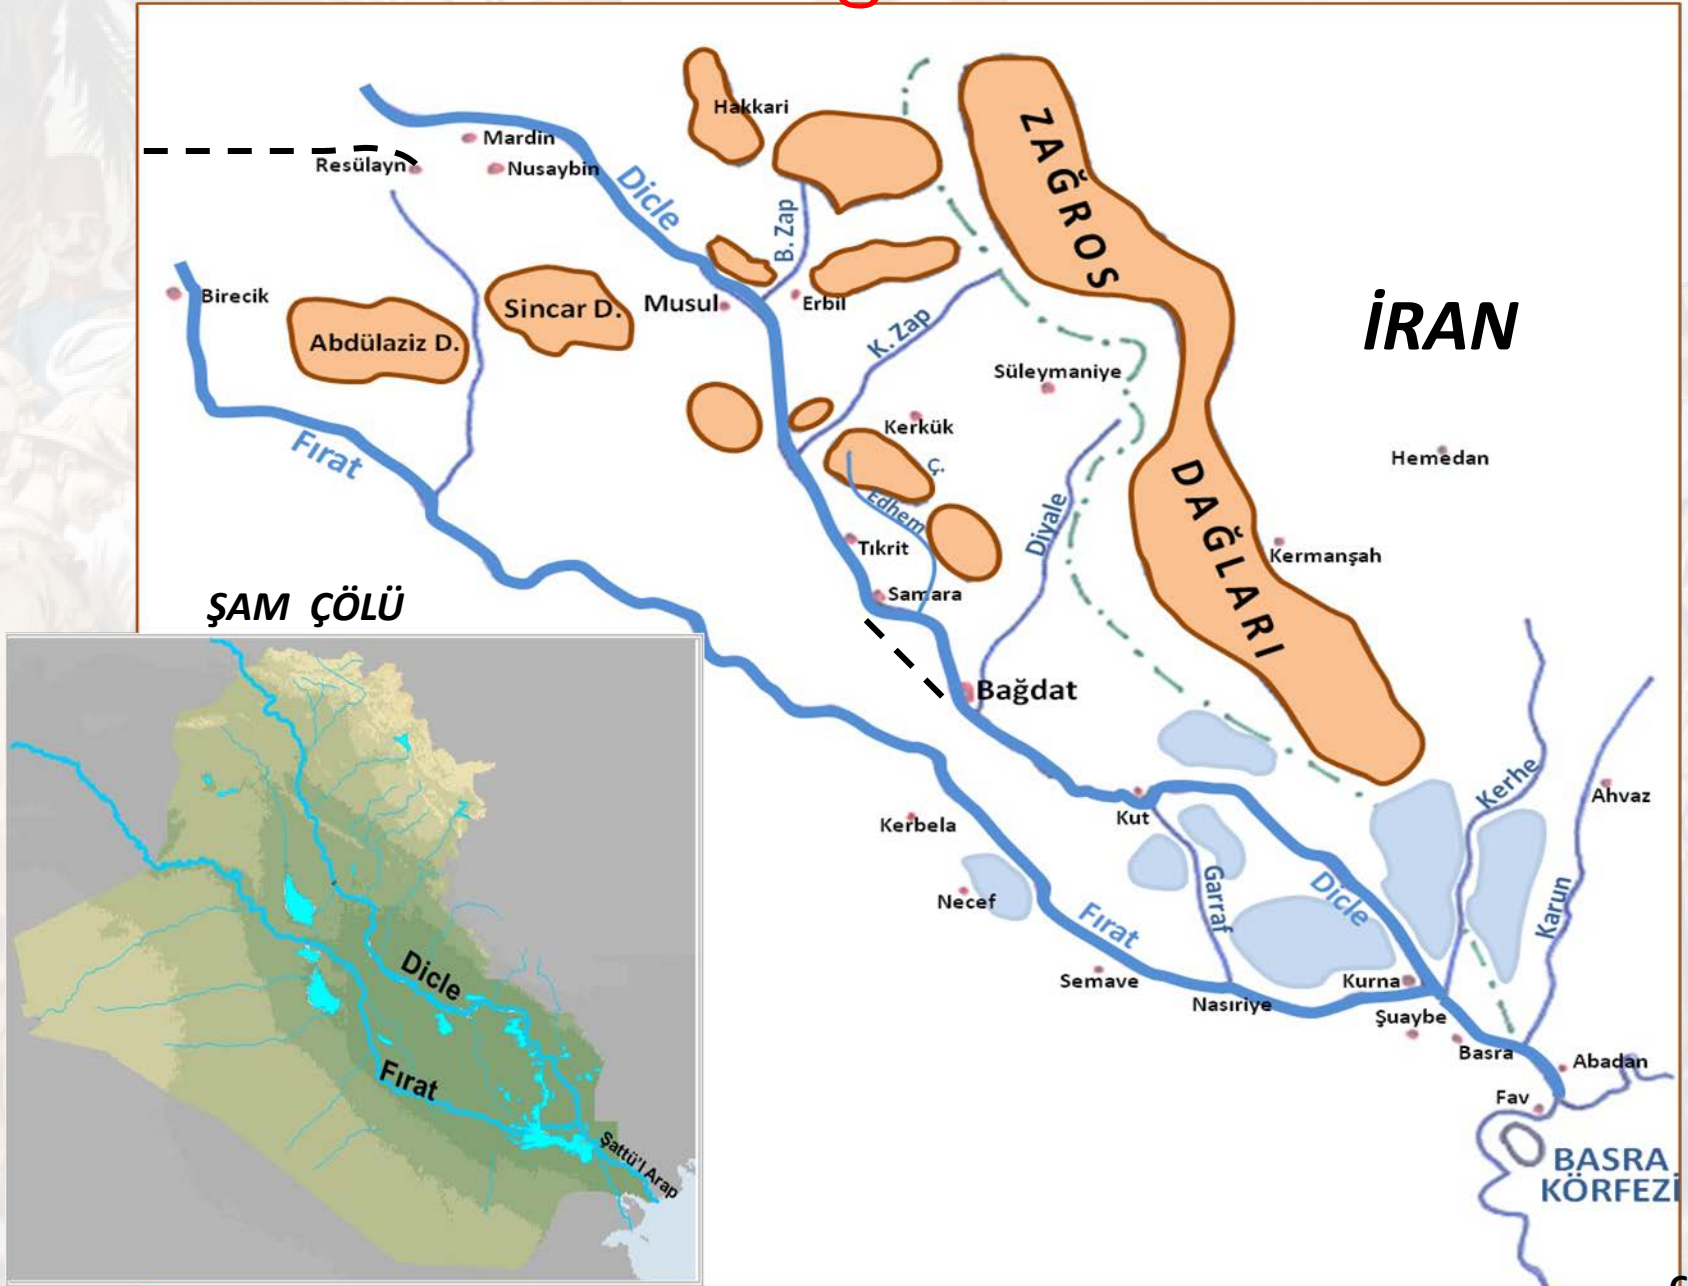 Hakkari
Mardin
Resülayn
Nusaybin
Dicle
B. Zap
ZAĞROS
DAĞLARI
İRAN
Birecik
Abdülaziz D.
Sincar D.
Musul
Erbil
K. Zap
Süleymaniye
Kerkük
Fırat
Ç.
Edhem
Diyale
Hemedan
Tıkrit
Kermanşah
Samara
ŞAM ÇÖLÜ
Bağdat
Kerbela
Kut
Kerhe
Ahvaz
Necef
Garraf
Dicle
Karun
Fırat
Semave
Nasıriye
Kurna
Şuaybe
Basra
Abadan
Fav
BASRA
KÖRFEZİ
Dicle
Fırat
Şattü'l Arap